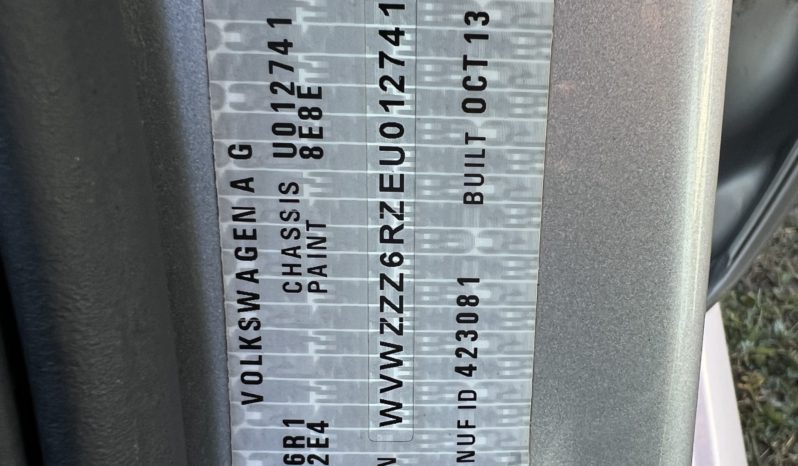 VOLKSWAGEN A G
6R1 CHASSIS U012741
2E4 PAINT 8E8E
N WVWZZZ6RZEU012741
NUF ID 423081 BUILT OCT 13